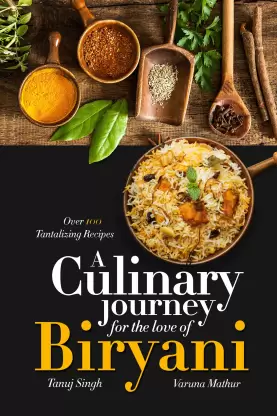 Over 100
Tantalizing Recipes
A
Culinary
journey
for the love of
Biryani
Tanuj Singh
Varuna Mathur